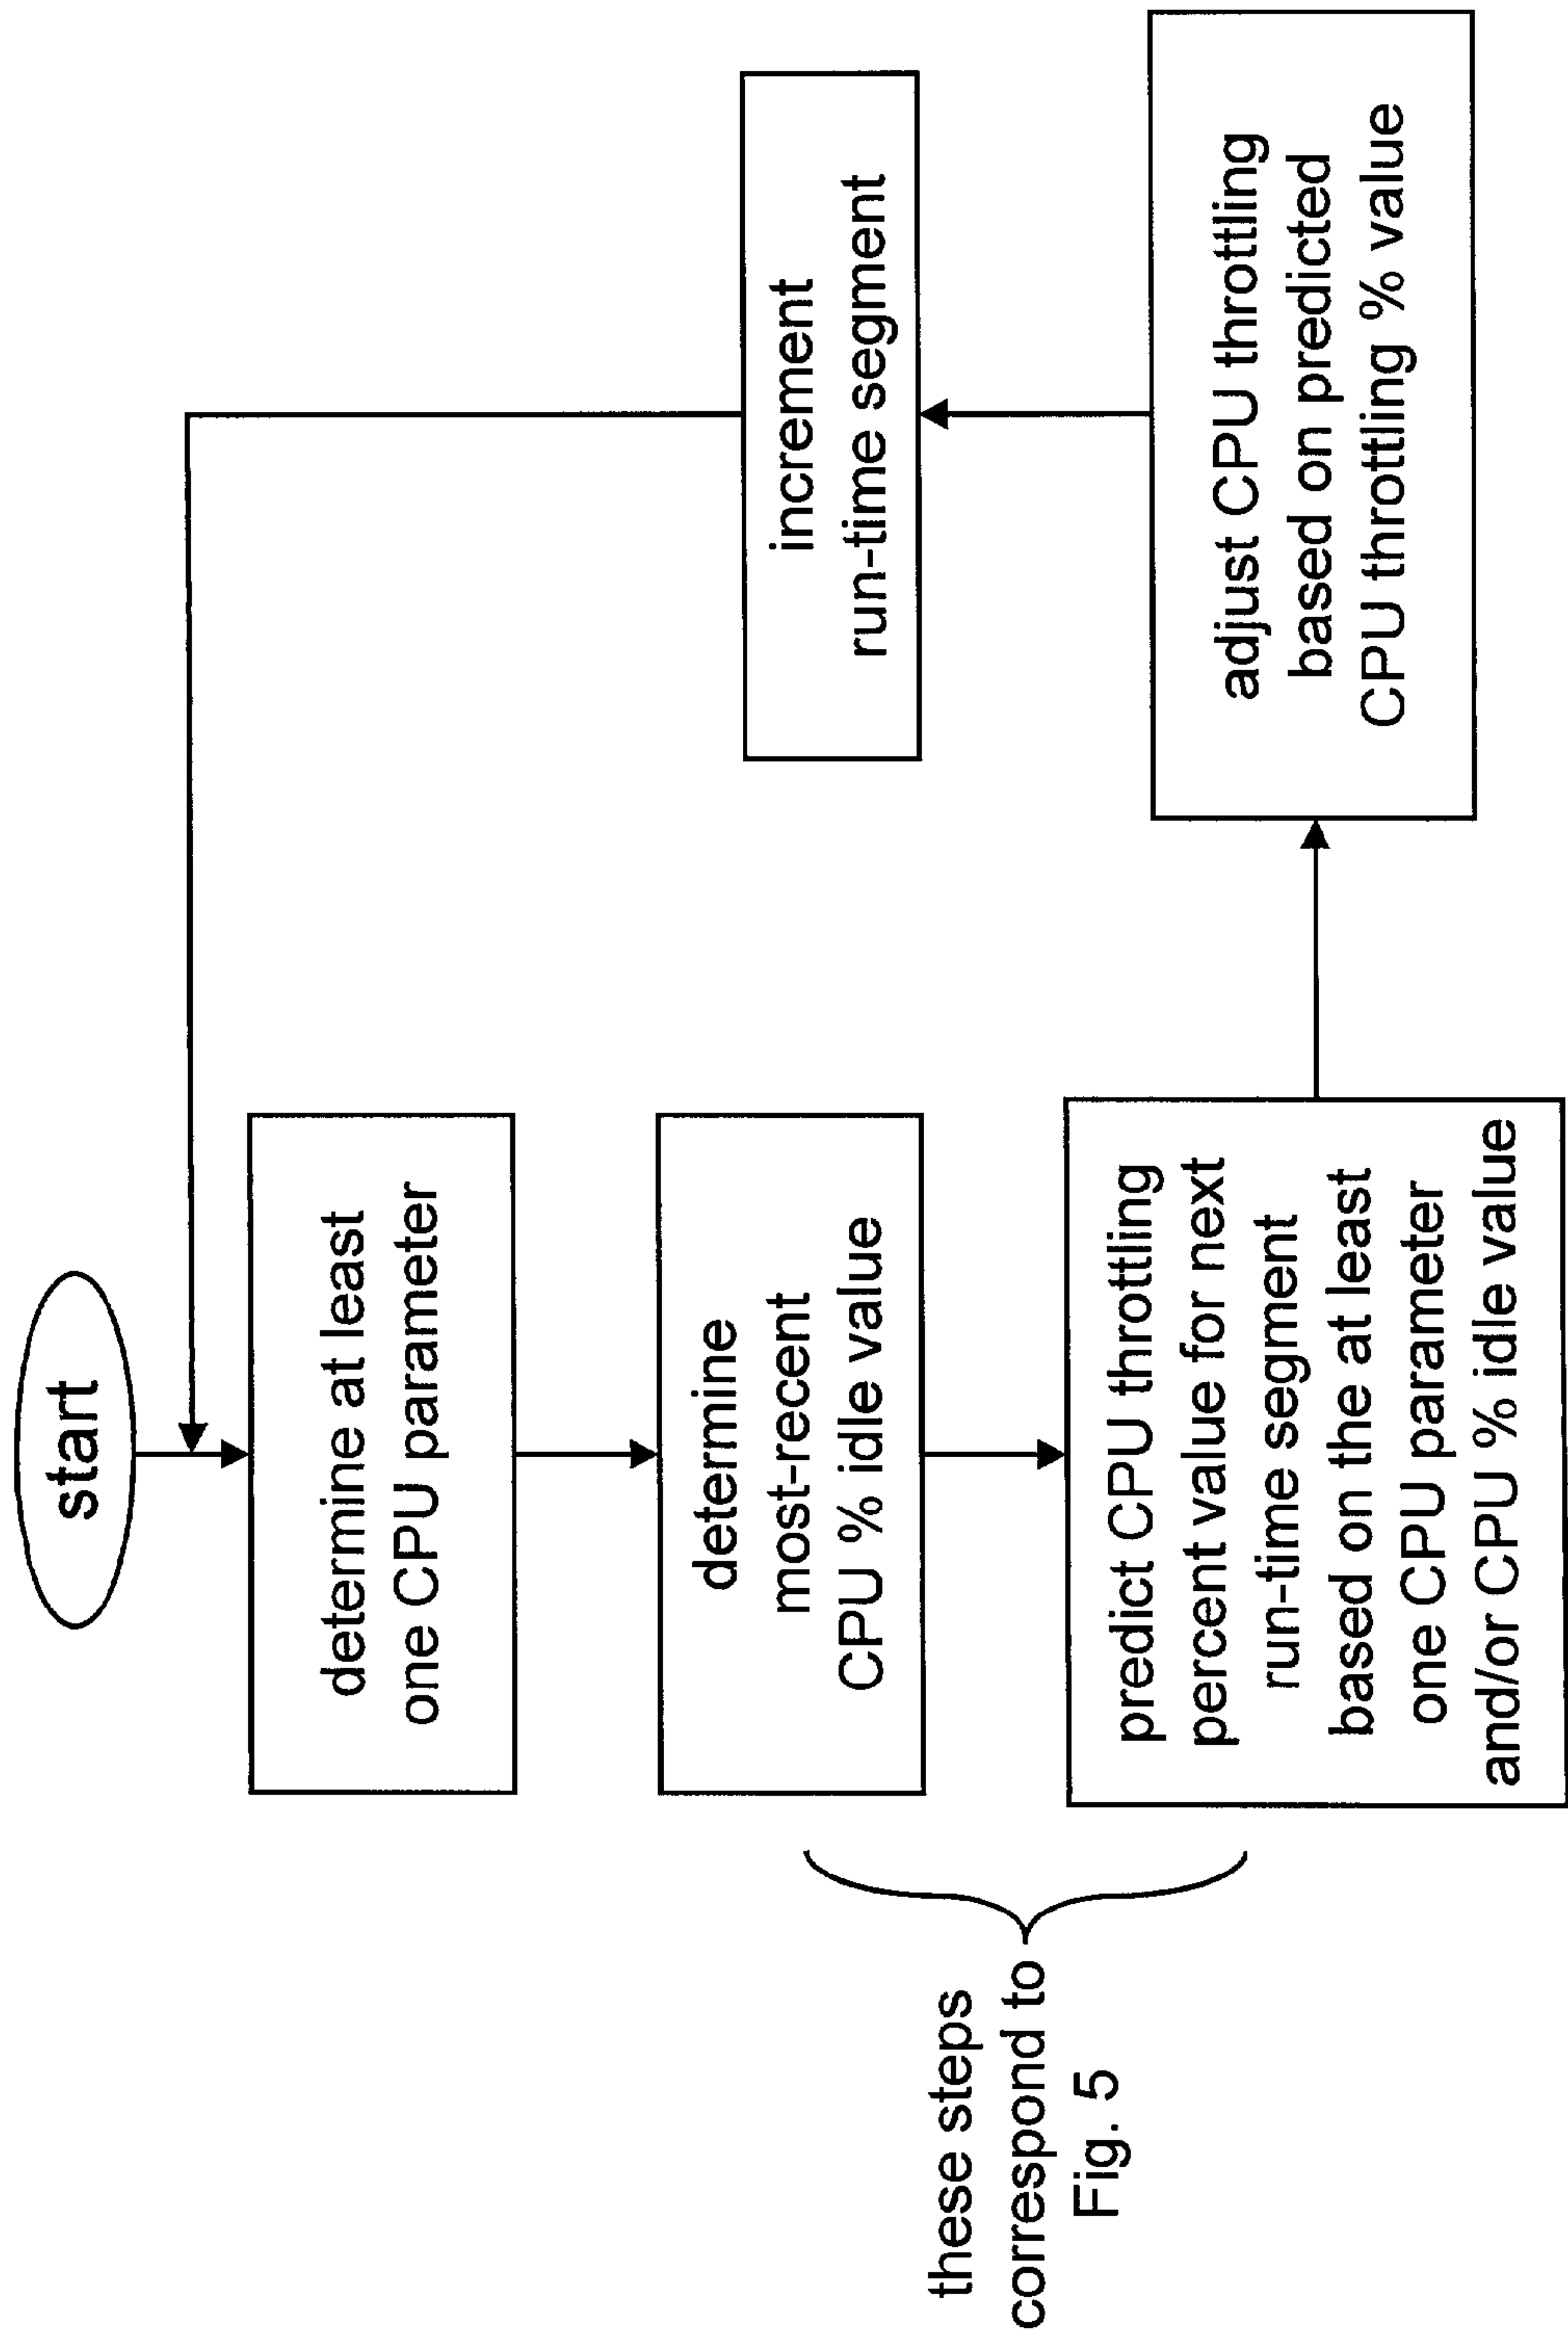 start
determine at least
one CPU parameter
determine
most-recent
CPU % idle value
predict CPU throttling
percent value for next
run-time segment
based on the at least
one CPU parameter
and/or CPU % idle value
these steps
correspond to
Fig. 5
adjust CPU throttling
based on predicted
CPU throttling % value
increment
run-time segment